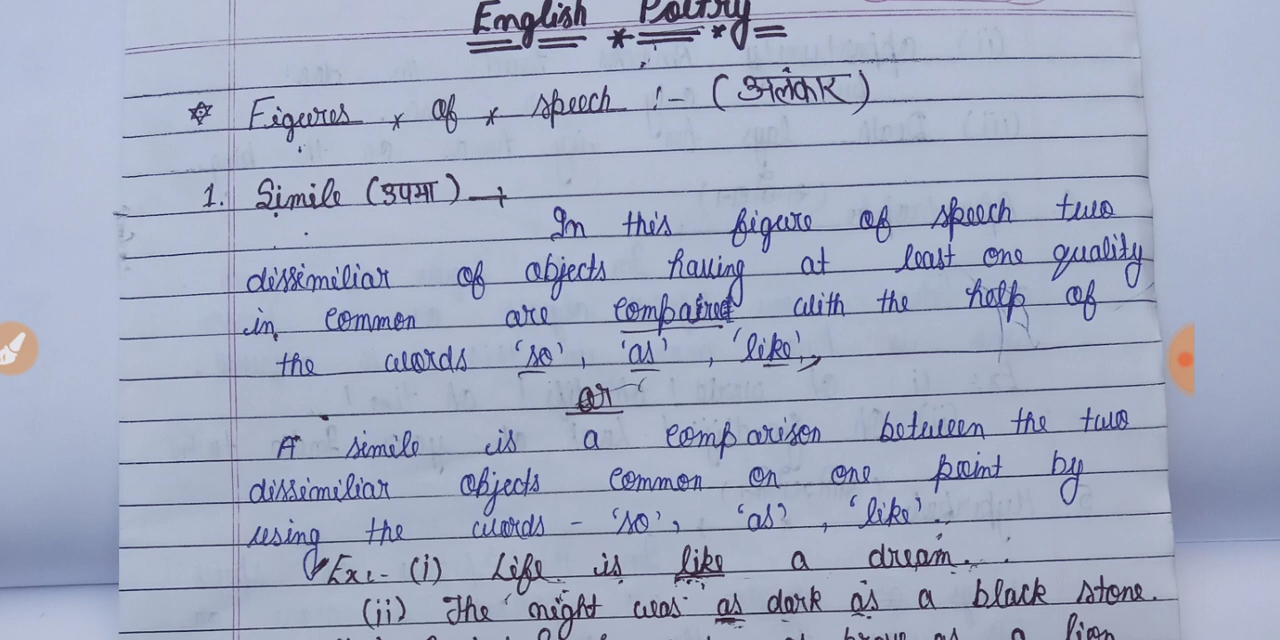 English * Poetry *
Figures * of * speech :- (अलंकार)
1. Simile (उपमा) →
In this figure of speech two
dissimiliar of objects having at least one quality
in common are compaired with the help of
the words 'so', 'as', 'like',
or
A simile is a comparison between the two
dissimiliar objects common on one point by
using the words - 'so', 'as', 'like'.
Ex:- (i) Life is like a dream.
(ii) The night was as dark as a black stone.
brave as a lion